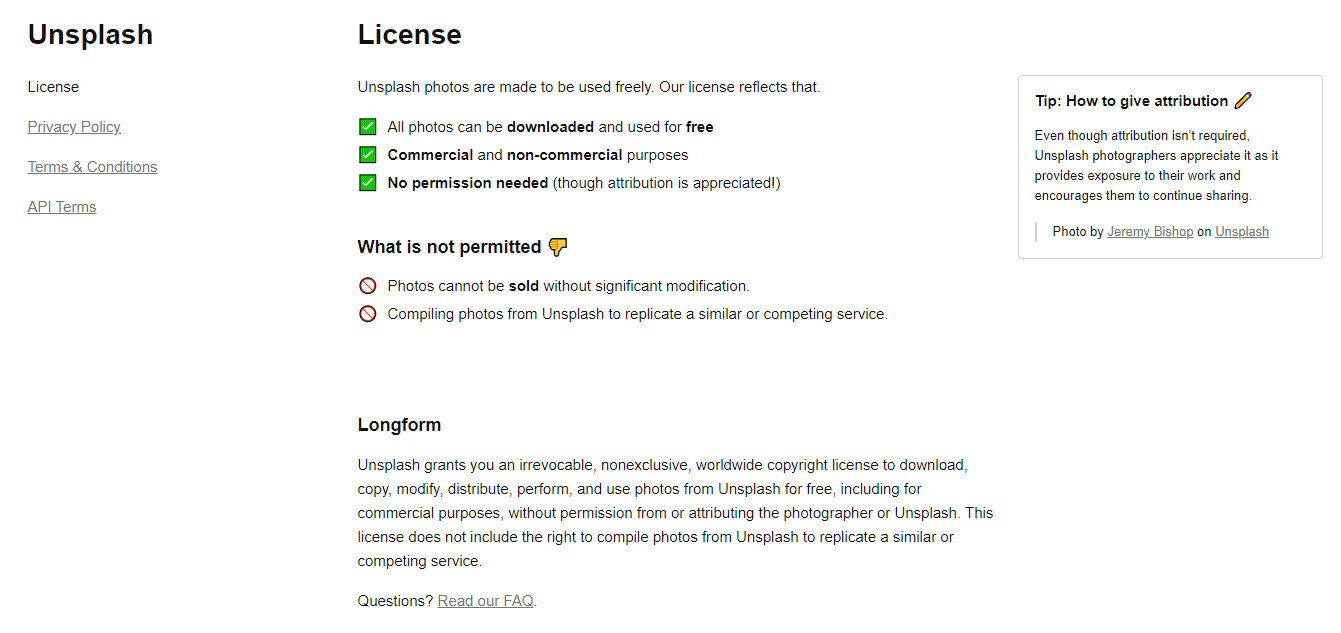 Unsplash
License
Privacy Policy
Terms & Conditions
API Terms
License
Unsplash photos are made to be used freely. Our license reflects that.
All photos can be downloaded and used for free
Commercial and non-commercial purposes
No permission needed (though attribution is appreciated!)
What is not permitted
Photos cannot be sold without significant modification.
Compiling photos from Unsplash to replicate a similar or competing service.
Longform
Unsplash grants you an irrevocable, nonexclusive, worldwide copyright license to download,
copy, modify, distribute, perform, and use photos from Unsplash for free, including for
commercial purposes, without permission from or attributing the photographer or Unsplash. This
license does not include the right to compile photos from Unsplash to replicate a similar or
competing service.
Questions? Read our FAQ.
Tip: How to give attribution
Even though attribution isn't required,
Unsplash photographers appreciate it as it
provides exposure to their work and
encourages them to continue sharing.
Photo by Jeremy Bishop on Unsplash